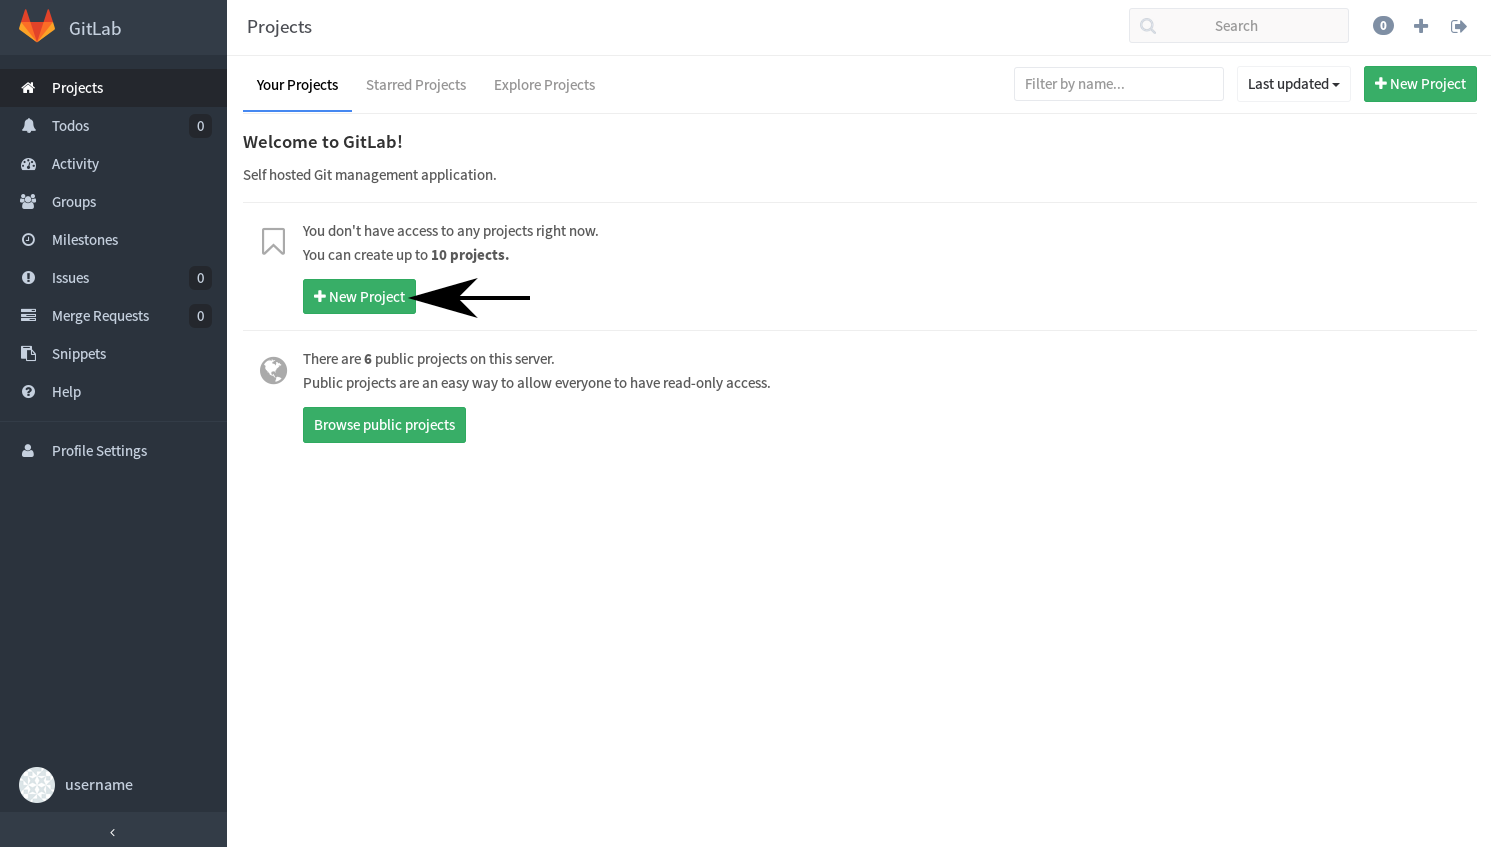 GitLab
Projects
Search
0
Projects
Todos 0
Activity
Groups
Milestones
Issues 0
Merge Requests 0
Snippets
Help
Profile Settings
username
Your Projects Starred Projects Explore Projects
Filter by name...
Last updated
New Project
Welcome to GitLab!
Self hosted Git management application.
You don't have access to any projects right now.
You can create up to 10 projects.
New Project
There are 6 public projects on this server.
Public projects are an easy way to allow everyone to have read-only access.
Browse public projects